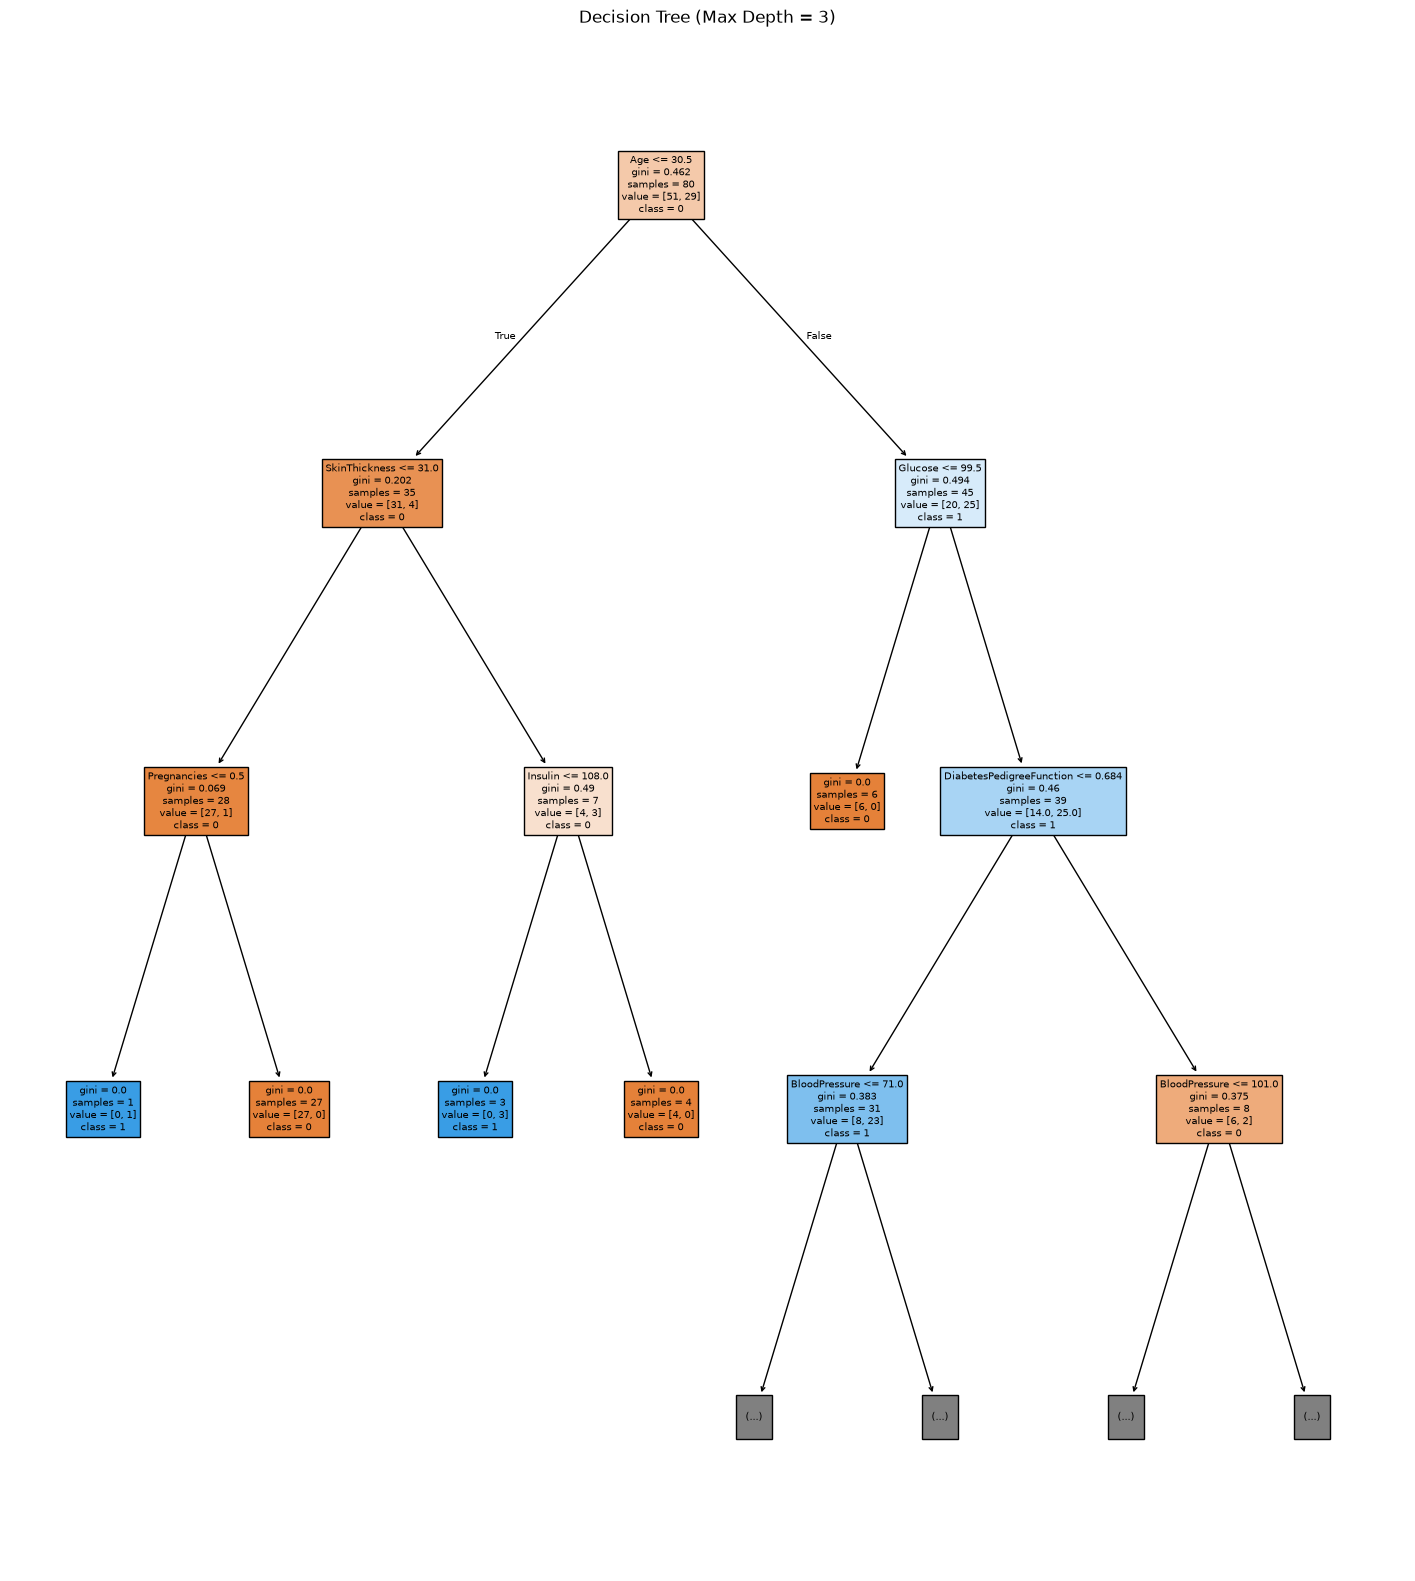 Decision Tree (Max Depth = 3)
Age <= 30.5
gini = 0.462
samples = 80
value = [51, 29]
class = 0
True
False
SkinThickness <= 31.0
gini = 0.202
samples = 35
value = [31, 4]
class = 0
Glucose <= 99.5
gini = 0.494
samples = 45
value = [20, 25]
class = 1
Pregnancies <= 0.5
gini = 0.069
samples = 28
value = [27, 1]
class = 0
Insulin <= 108.0
gini = 0.49
samples = 7
value = [4, 3]
class = 0
gini = 0.0
samples = 6
value = [6, 0]
class = 0
DiabetesPedigreeFunction <= 0.684
gini = 0.46
samples = 39
value = [14.0, 25.0]
class = 1
gini = 0.0
samples = 1
value = [0, 1]
class = 1
gini = 0.0
samples = 27
value = [27, 0]
class = 0
gini = 0.0
samples = 3
value = [0, 3]
class = 1
gini = 0.0
samples = 4
value = [4, 0]
class = 0
BloodPressure <= 71.0
gini = 0.383
samples = 31
value = [8, 23]
class = 1
BloodPressure <= 101.0
gini = 0.375
samples = 8
value = [6, 2]
class = 0
(...)
(...)
(...)
(...)